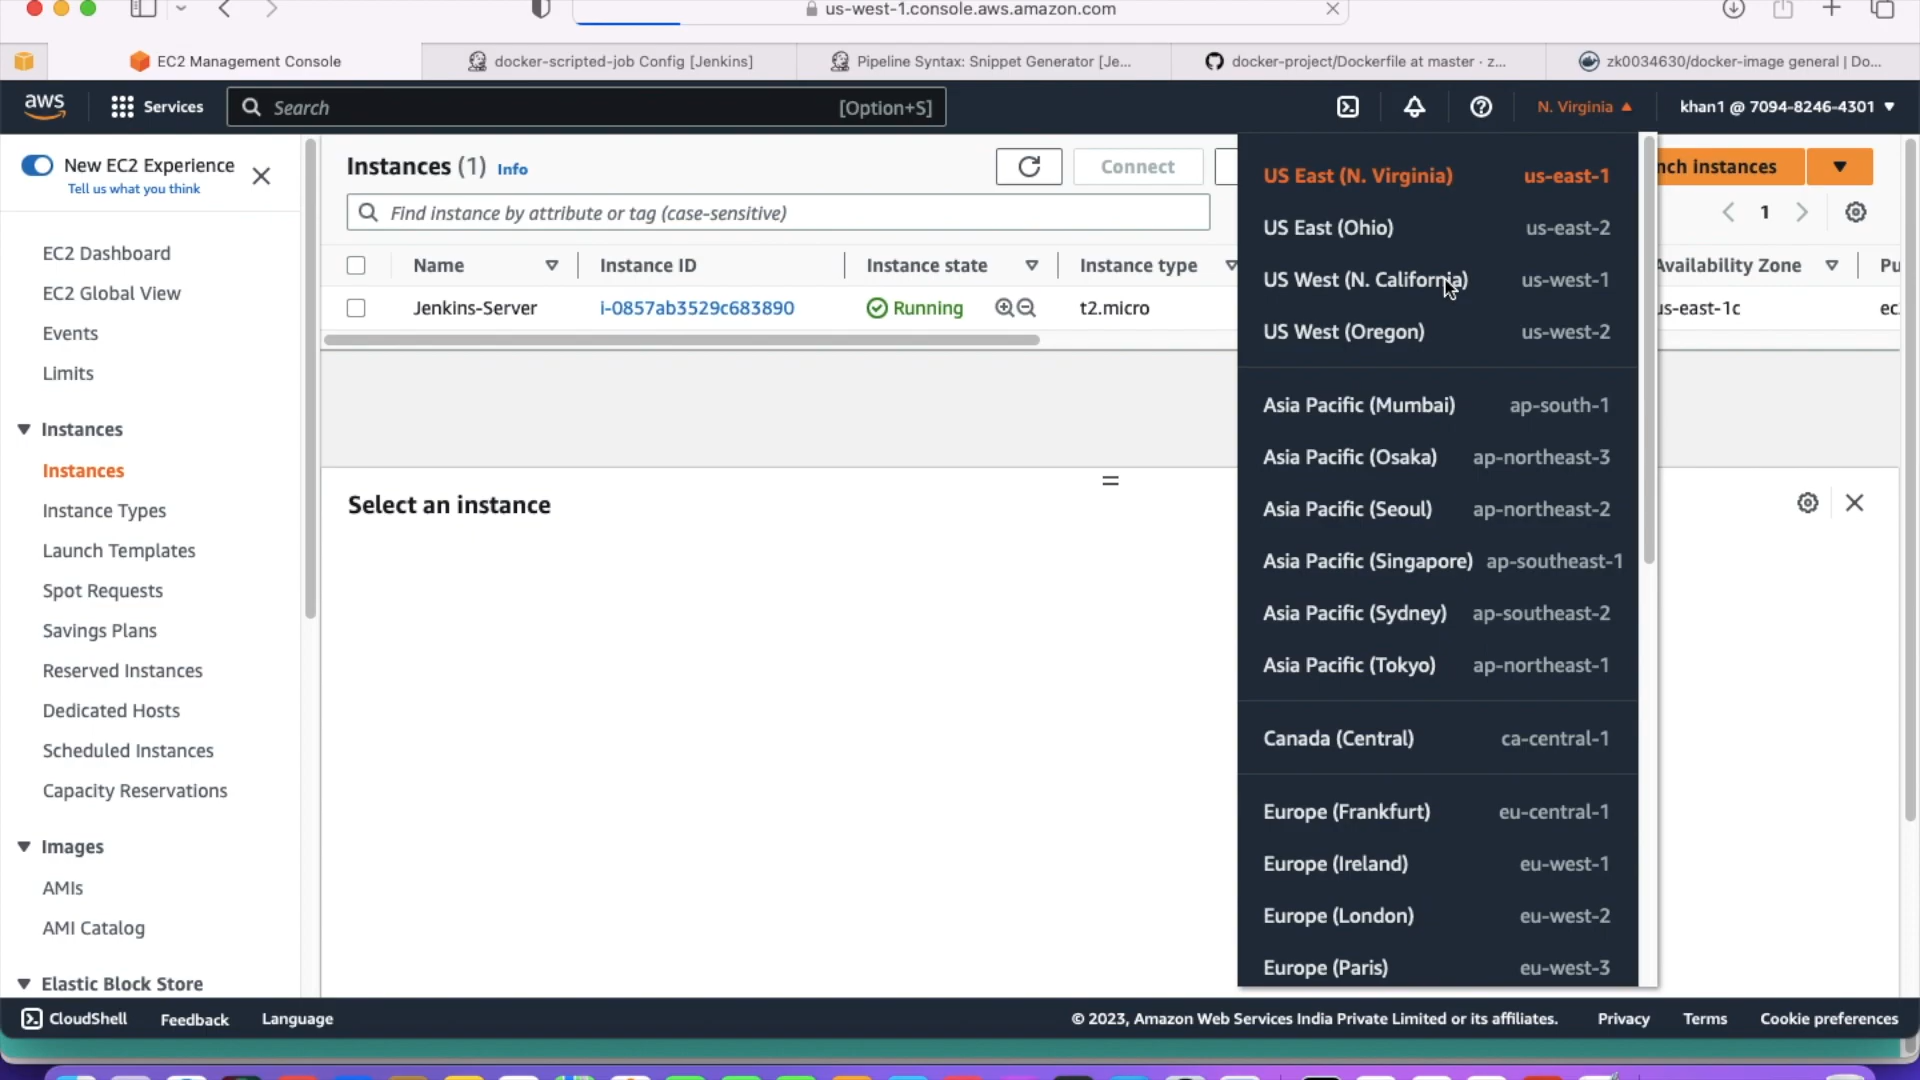 us-west-1.console.aws.amazon.com
EC2 Management Console
docker-scripted-job Config [Jenkins]
Pipeline Syntax: Snippet Generator [Je...
docker-project/Dockerfile at master · z...
zk0034630/docker-image general | Do...
aws
Services
Search
[Option+S]
N. Virginia
khan1 @ 7094-8246-4301
New EC2 Experience
Tell us what you think
EC2 Dashboard
EC2 Global View
Events
Limits
Instances
Instances
Instance Types
Launch Templates
Spot Requests
Savings Plans
Reserved Instances
Dedicated Hosts
Scheduled Instances
Capacity Reservations
Images
AMIs
AMI Catalog
Elastic Block Store
Instances (1) Info
Connect
nch instances
Find instance by attribute or tag (case-sensitive)
1
Name
Instance ID
Instance state
Instance type
Availability Zone
Pu
Jenkins-Server
i-0857ab3529c683890
Running
t2.micro
us-east-1c
ec
Select an instance
US East (N. Virginia) us-east-1
US East (Ohio) us-east-2
US West (N. California) us-west-1
US West (Oregon) us-west-2
Asia Pacific (Mumbai) ap-south-1
Asia Pacific (Osaka) ap-northeast-3
Asia Pacific (Seoul) ap-northeast-2
Asia Pacific (Singapore) ap-southeast-1
Asia Pacific (Sydney) ap-southeast-2
Asia Pacific (Tokyo) ap-northeast-1
Canada (Central) ca-central-1
Europe (Frankfurt) eu-central-1
Europe (Ireland) eu-west-1
Europe (London) eu-west-2
Europe (Paris) eu-west-3
CloudShell
Feedback
Language
© 2023, Amazon Web Services India Private Limited or its affiliates.
Privacy
Terms
Cookie preferences